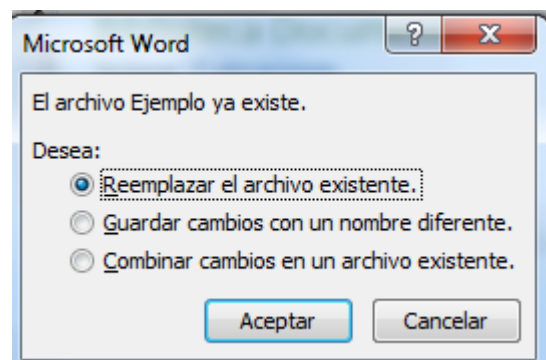 Microsoft Word
El archivo Ejemplo ya existe.
Desea:
Reemplazar el archivo existente.
Guardar cambios con un nombre diferente.
Combinar cambios en un archivo existente.
Aceptar Cancelar